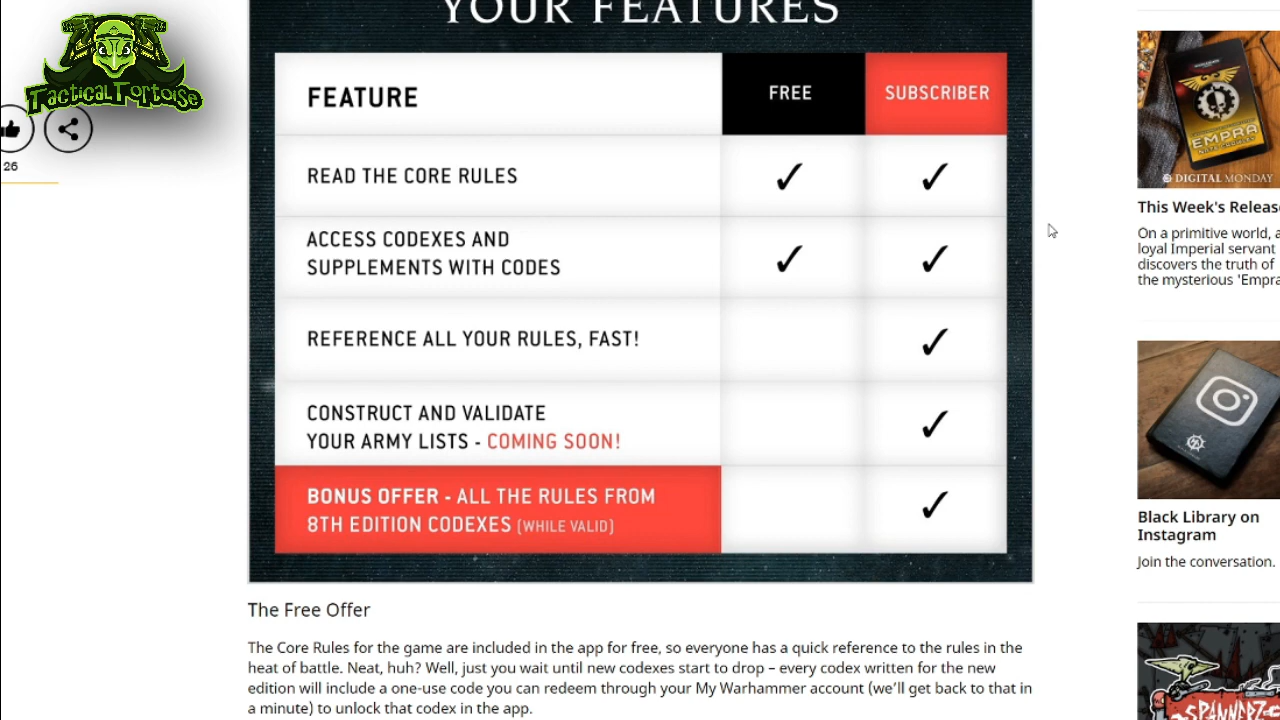 YOUR FEATURES
TacticalTortoise
26
FEATURE
FREE
SUBSCRIBER
READ THE CORE RULES
✓ ✓
CODEXES AND
WITH CODES
✓ ✓
ALL YOUR RULES, FAST!
✓
CONSTRUCT AND VALIDATE
YOUR ARMY LISTS - COMING SOON!
✓
BONUS OFFER - ALL THE RULES FROM
8TH EDITION CODEXES (WHILE VALID)
✓
The Free Offer
The Core Rules for the game are included in the app for free, so everyone has a quick reference to the rules in the
heat of battle. Neat, huh? Well, just you wait until new codexes start to drop – every codex written for the new
edition will include a one-use code you can redeem through your My Warhammer account (we’ll get back to that in
a minute) to unlock that codex in the app.
EMPRA
DIGITAL MONDAY
This Week's Releas
On a primitive world, a
loyal Imperial servant
discovers the truth of
the mysterious 'Empra
Black Library on
Instagram
Join the conversation.